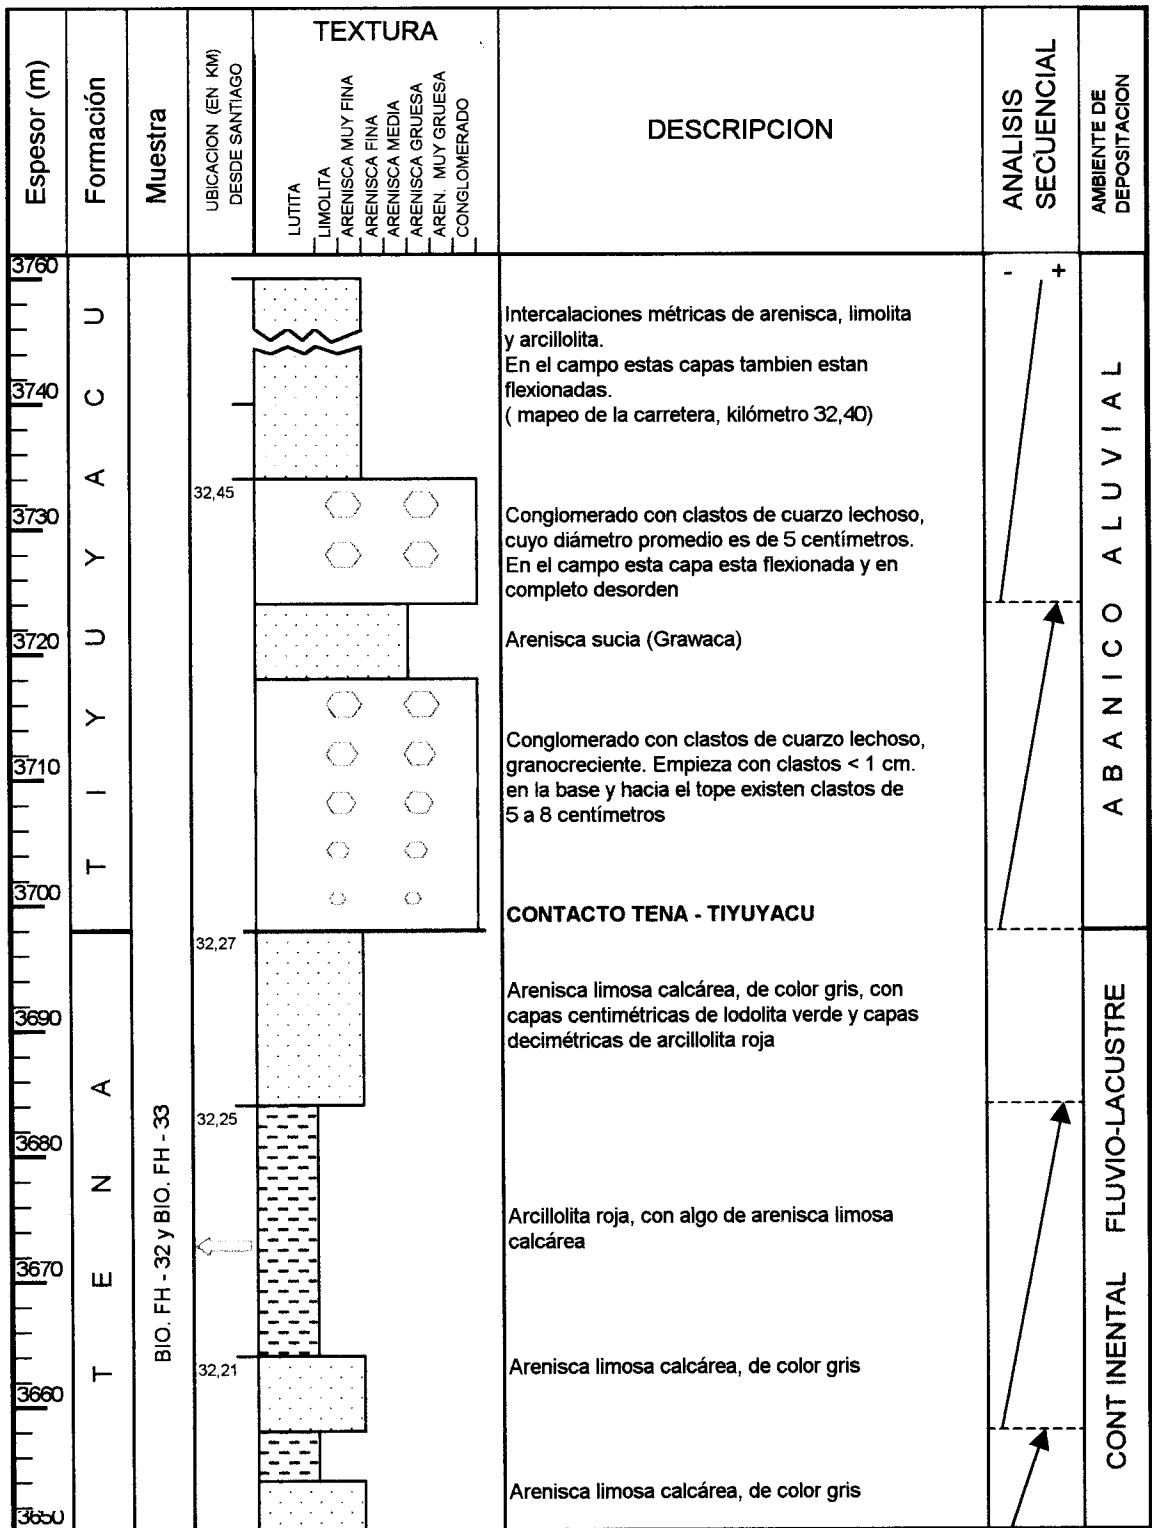 Espesor (m)
Formación
Muestra
UBICACION (EN KM)
DESDE SANTIAGO
TEXTURA
LUTITA
LIMOLITA
ARENISCA MUY FINA
ARENISCA FINA
ARENISCA MEDIA
ARENISCA GRUESA
AREN. MUY GRUESA
CONGLOMERADO
DESCRIPCION
ANALISIS
SECUENCIAL
AMBIENTE DE
DEPOSITACION
3760
3740
3730
3720
3710
3700
3690
3680
3670
3660
3650
TIYUYACU
TENA
BIO. FH - 32 y BIO. FH - 33
32,45
32,27
32,25
32,21
Intercalaciones métricas de arenisca, limolita
y arcillolita.
En el campo estas capas tambien estan
flexionadas.
( mapeo de la carretera, kilómetro 32,40)
Conglomerado con clastos de cuarzo lechoso,
cuyo diámetro promedio es de 5 centímetros.
En el campo esta capa esta flexionada y en
completo desorden
Arenisca sucia (Grawaca)
Conglomerado con clastos de cuarzo lechoso,
granocreciente. Empieza con clastos < 1 cm.
en la base y hacia el tope existen clastos de
5 a 8 centímetros
CONTACTO TENA - TIYUYACU
Arenisca limosa calcárea, de color gris, con
capas centimétricas de lodolita verde y capas
decimétricas de arcillolita roja
Arcillolita roja, con algo de arenisca limosa
calcárea
Arenisca limosa calcárea, de color gris
Arenisca limosa calcárea, de color gris
- +
ABANICO ALUVIAL
CONT INENTAL FLUVIO-LACUSTRE